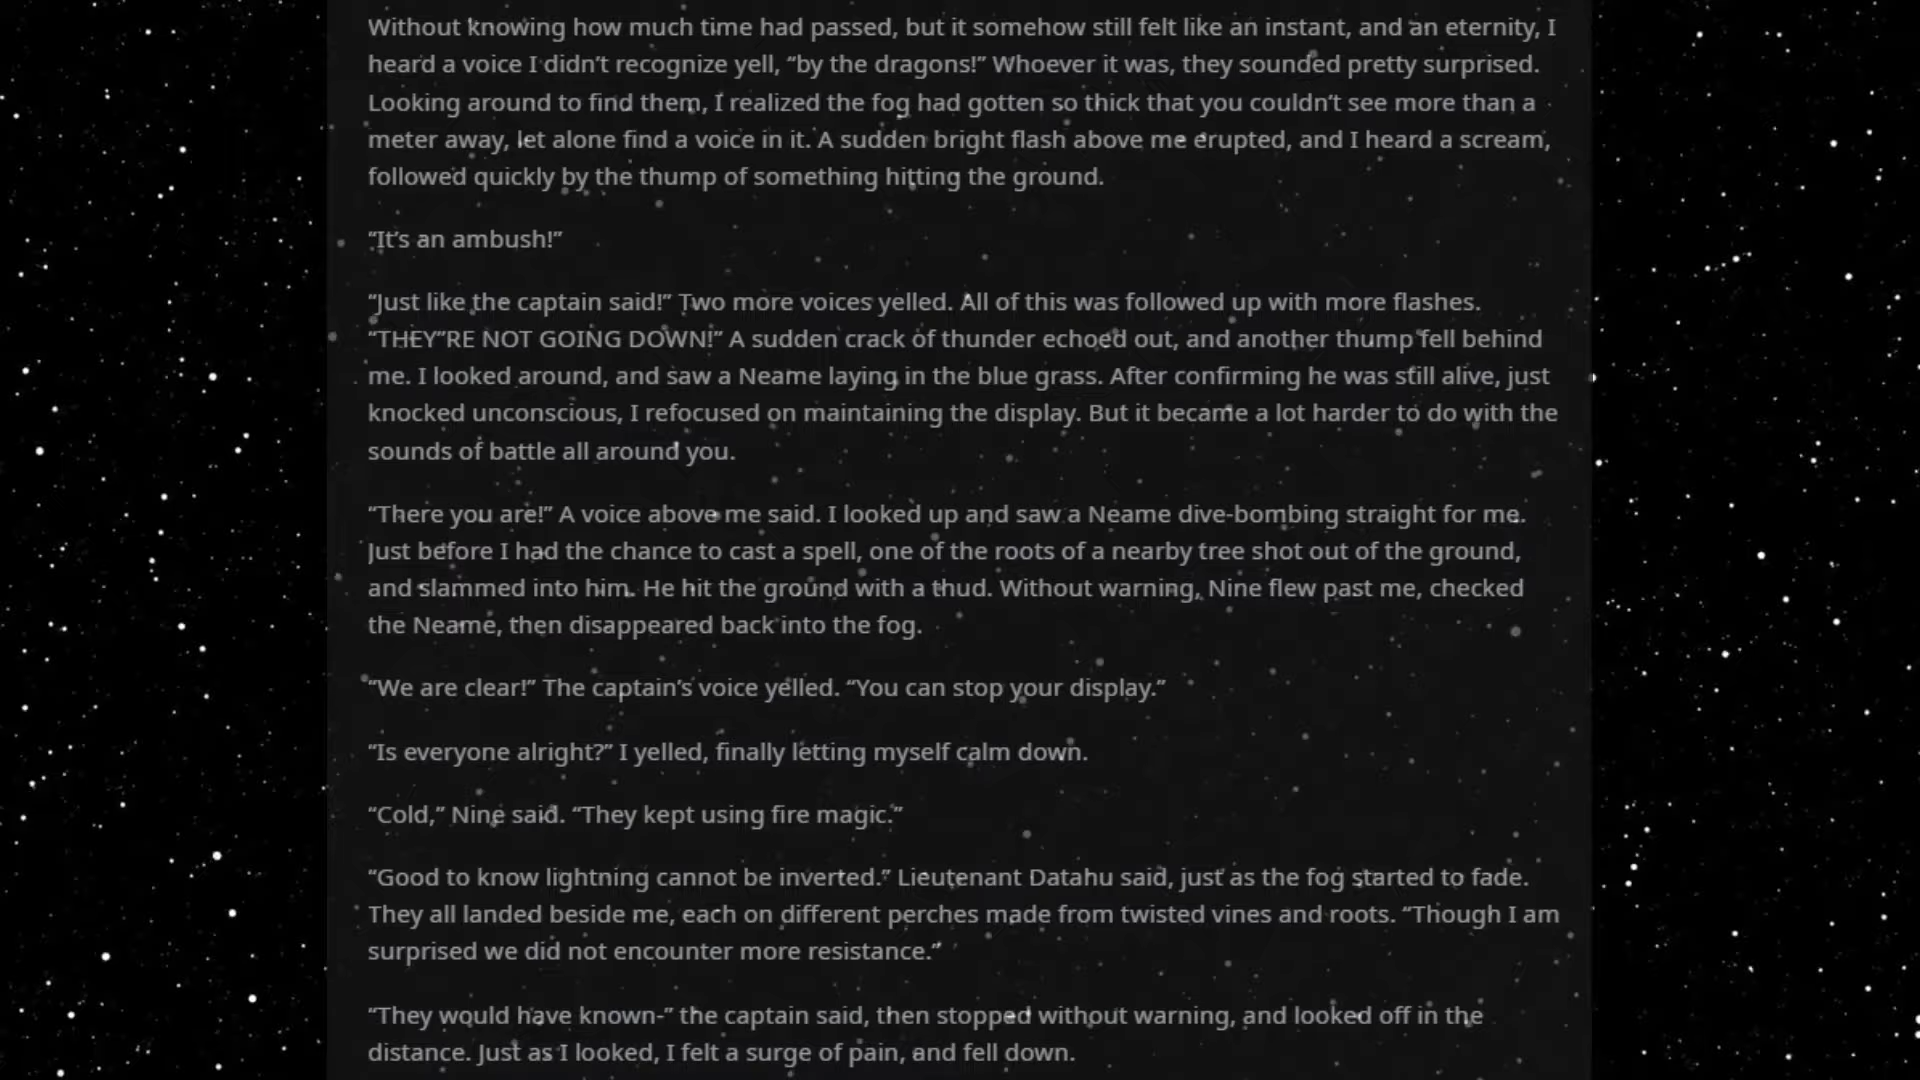 Without knowing how much time had passed, but it somehow still felt like an instant, and an eternity, I
heard a voice I didn’t recognize yell, “by the dragons!” Whoever it was, they sounded pretty surprised.
Looking around to find them, I realized the fog had gotten so thick that you couldn’t see more than a
meter away, let alone find a voice in it. A sudden bright flash above me erupted, and I heard a scream,
followed quickly by the thump of something hitting the ground.
“It’s an ambush!”
“Just like the captain said!” Two more voices yelled. All of this was followed up with more flashes.
“THEY”RE NOT GOING DOWN!” A sudden crack of thunder echoed out, and another thump fell behind
me. I looked around, and saw a Neame laying in the blue grass. After confirming he was still alive, just
knocked unconscious, I refocused on maintaining the display. But it became a lot harder to do with the
sounds of battle all around you.
“There you are!” A voice above me said. I looked up and saw a Neame dive-bombing straight for me.
Just before I had the chance to cast a spell, one of the roots of a nearby tree shot out of the ground,
and slammed into him. He hit the ground with a thud. Without warning, Nine flew past me, checked
the Neame, then disappeared back into the fog.
“We are clear!” The captain’s voice yelled. “You can stop your display.”
“Is everyone alright?” I yelled, finally letting myself calm down.
“Cold,” Nine said. “They kept using fire magic.”
“Good to know lightning cannot be inverted.” Lieutenant Datahu said, just as the fog started to fade.
They all landed beside me, each on different perches made from twisted vines and roots. “Though I am
surprised we did not encounter more resistance.”
“They would have known-” the captain said, then stopped without warning, and looked off in the
distance. Just as I looked, I felt a surge of pain, and fell down.